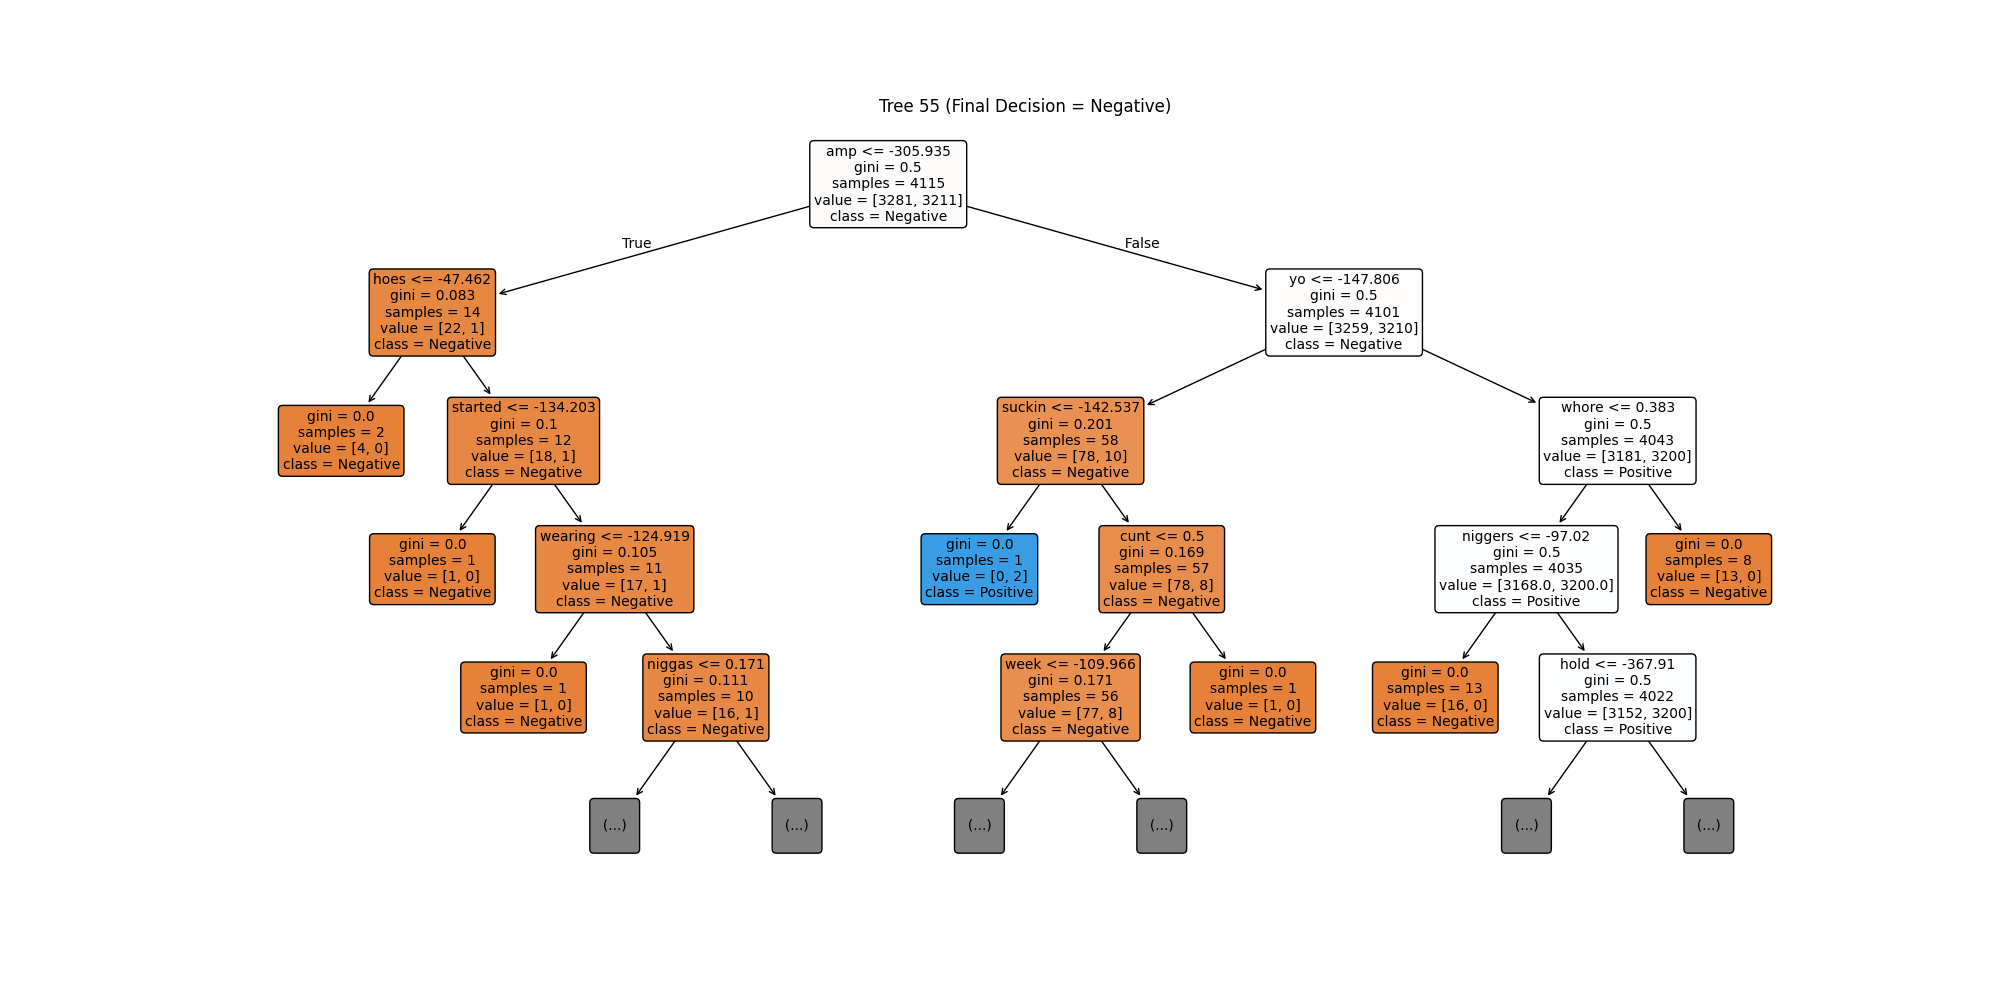 Tree 55 (Final Decision = Negative)
amp <= -305.935
gini = 0.5
samples = 4115
value = [3281, 3211]
class = Negative
True
False
hoes <= -47.462
gini = 0.083
samples = 14
value = [22, 1]
class = Negative
yo <= -147.806
gini = 0.5
samples = 4101
value = [3259, 3210]
class = Negative
gini = 0.0
samples = 2
value = [4, 0]
class = Negative
started <= -134.203
gini = 0.1
samples = 12
value = [18, 1]
class = Negative
suckin <= -142.537
gini = 0.201
samples = 58
value = [78, 10]
class = Negative
whore <= 0.383
gini = 0.5
samples = 4043
value = [3181, 3200]
class = Positive
gini = 0.0
samples = 1
value = [1, 0]
class = Negative
wearing <= -124.919
gini = 0.105
samples = 11
value = [17, 1]
class = Negative
gini = 0.0
samples = 1
value = [0, 2]
class = Positive
cunt <= 0.5
gini = 0.169
samples = 57
value = [78, 8]
class = Negative
niggers <= -97.02
gini = 0.5
samples = 4035
value = [3168.0, 3200.0]
class = Positive
gini = 0.0
samples = 8
value = [13, 0]
class = Negative
gini = 0.0
samples = 1
value = [1, 0]
class = Negative
niggas <= 0.171
gini = 0.111
samples = 10
value = [16, 1]
class = Negative
week <= -109.966
gini = 0.171
samples = 56
value = [77, 8]
class = Negative
gini = 0.0
samples = 1
value = [1, 0]
class = Negative
gini = 0.0
samples = 13
value = [16, 0]
class = Negative
hold <= -367.91
gini = 0.5
samples = 4022
value = [3152, 3200]
class = Positive
(...)
(...)
(...)
(...)
(...)
(...)